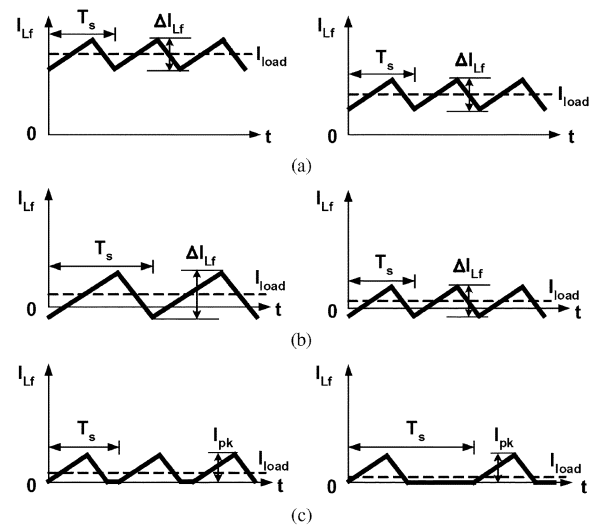 I_Lf T_s ΔI_Lf I_load 0 t
I_Lf T_s ΔI_Lf I_load 0 t
(a)
I_Lf T_s ΔI_Lf I_load 0 t
I_Lf T_s ΔI_Lf I_load 0 t
(b)
I_Lf T_s I_pk I_load 0 t
I_Lf T_s I_pk I_load 0 t
(c)